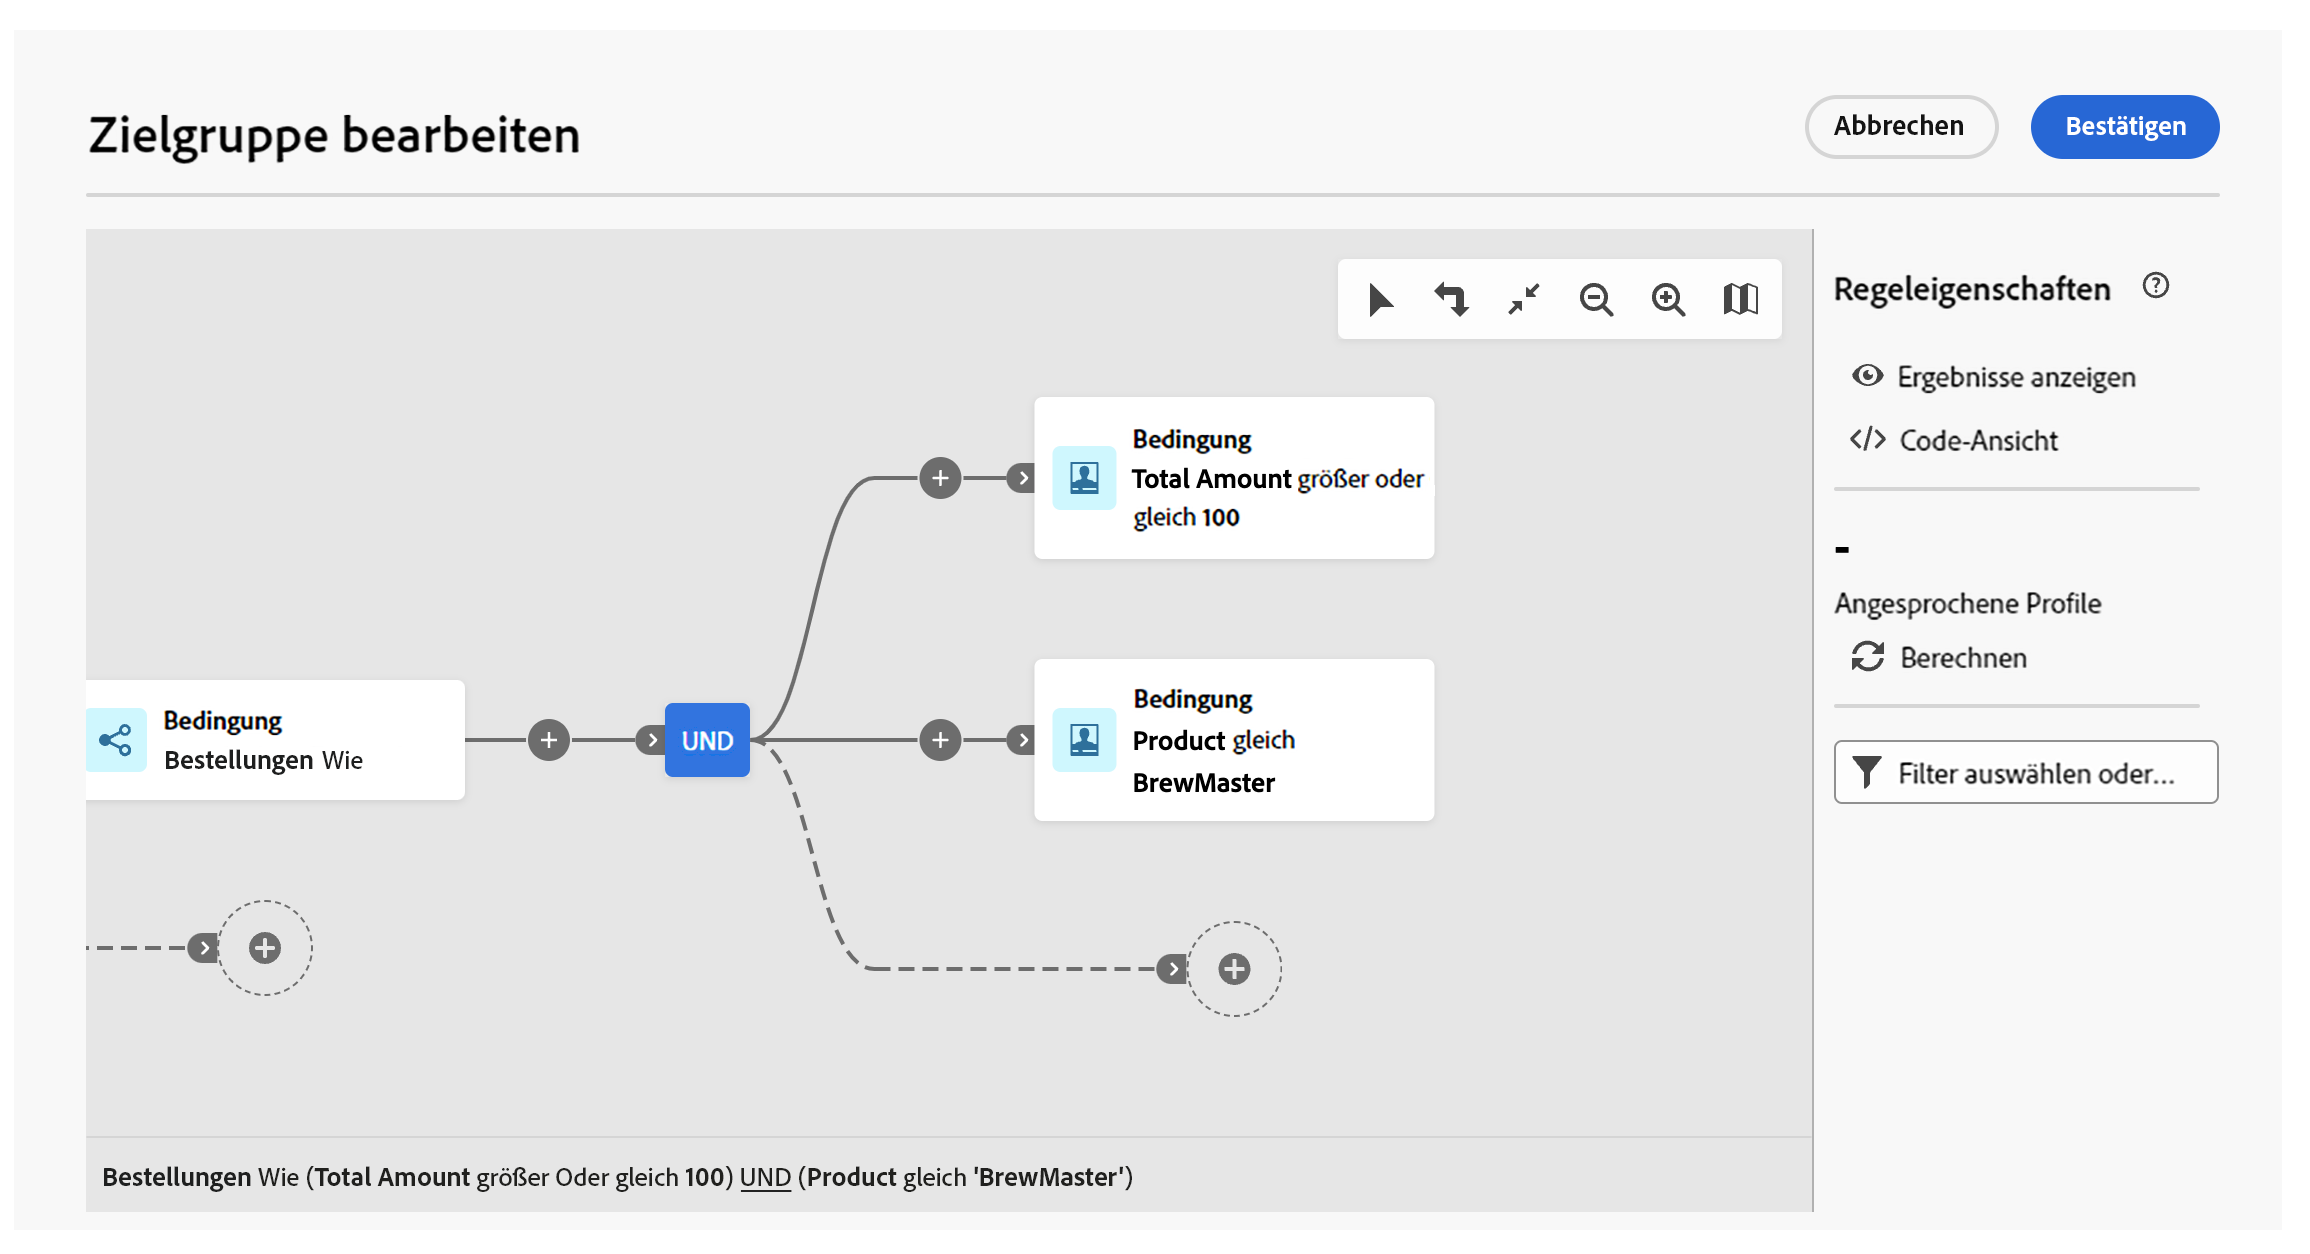 Zielgruppe bearbeiten
Abbrechen
Bestätigen
Regeleigenschaften
Ergebnisse anzeigen
Code-Ansicht
-
Angesprochene Profile
Berechnen
Filter auswählen oder...
Bedingung
Total Amount größer oder
gleich 100
Bedingung
Bestellungen Wie
UND
Bedingung
Product gleich
BrewMaster
Bestellungen Wie (Total Amount größer Oder gleich 100) UND (Product gleich 'BrewMaster')